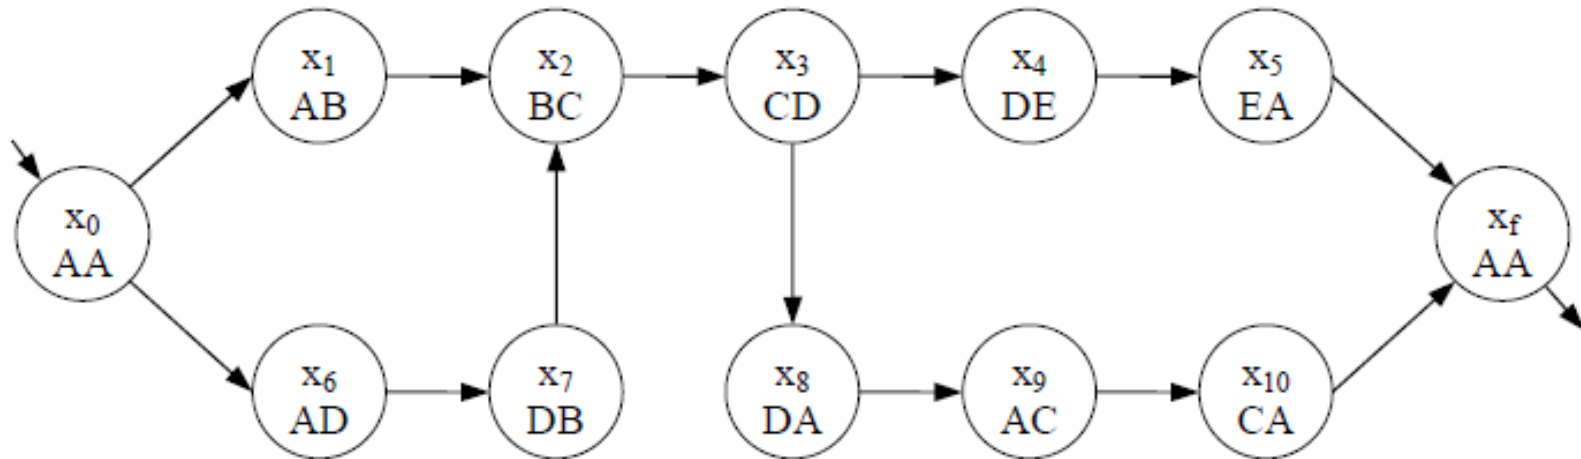 x₁
AB
x₂
BC
x₃
CD
x₄
DE
x₅
EA
x₀
AA
x_f
AA
x₆
AD
x₇
DB
x₈
DA
x₉
AC
x₁₀
CA